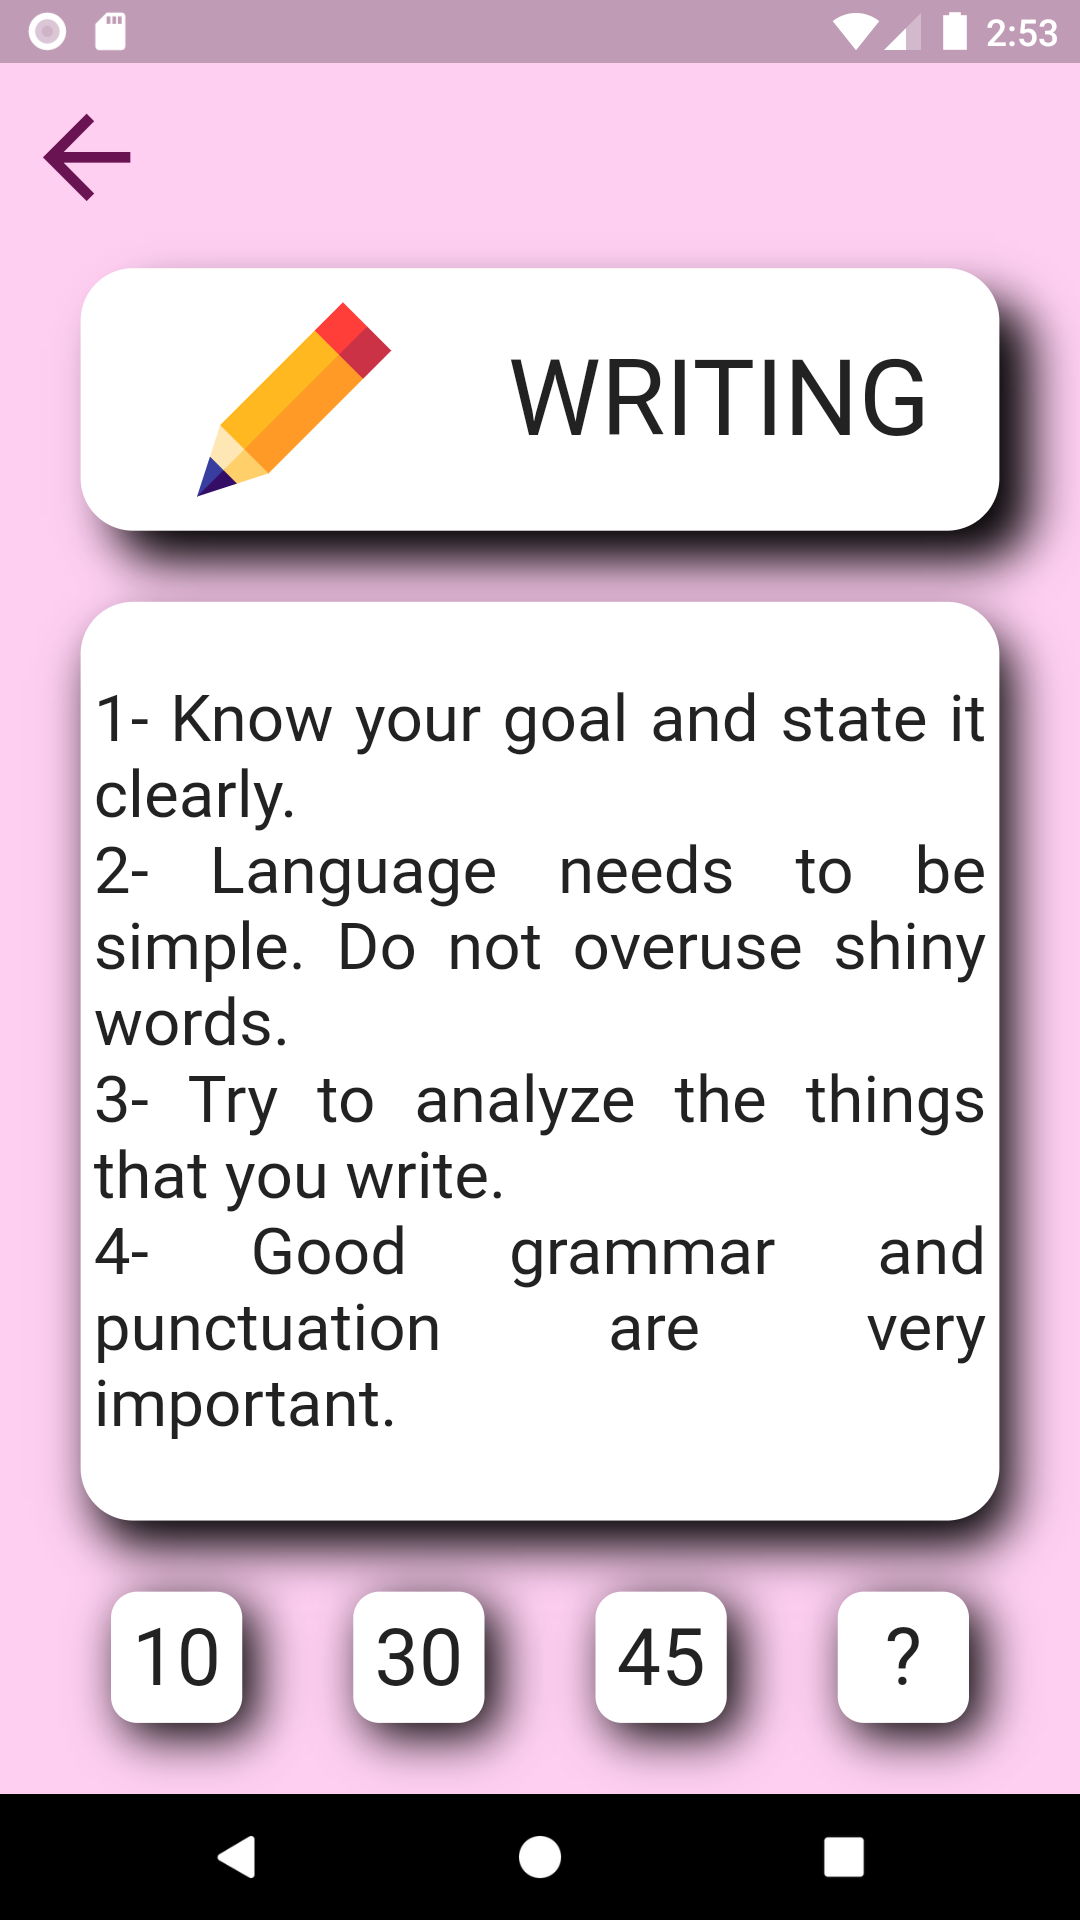 2:53
WRITING
1- Know your goal and state it
clearly.
2- Language needs to be
simple. Do not overuse shiny
words.
3- Try to analyze the things
that you write.
4- Good grammar and
punctuation are very
important.
10 30 45 ?